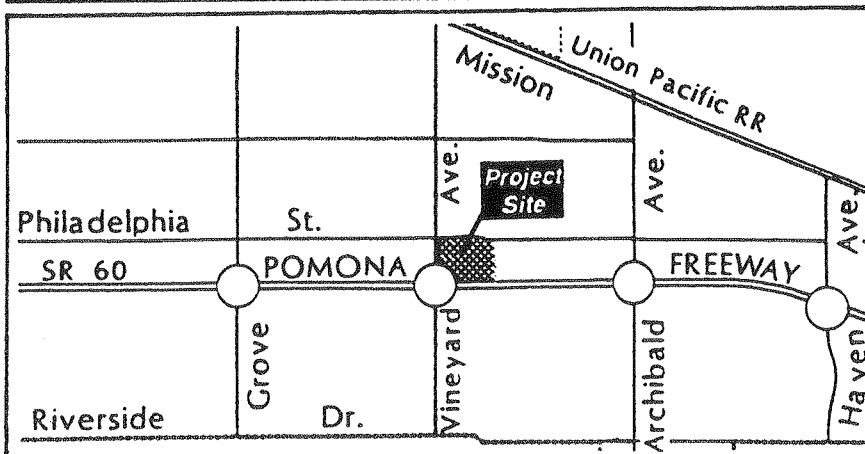 Union Pacific RR
Mission
Ave.
Ave.
Ave.
Project
Site
Philadelphia St.
SR 60 POMONA FREEWAY
Grove
Vineyard
Archibald
Haven
Riverside Dr.